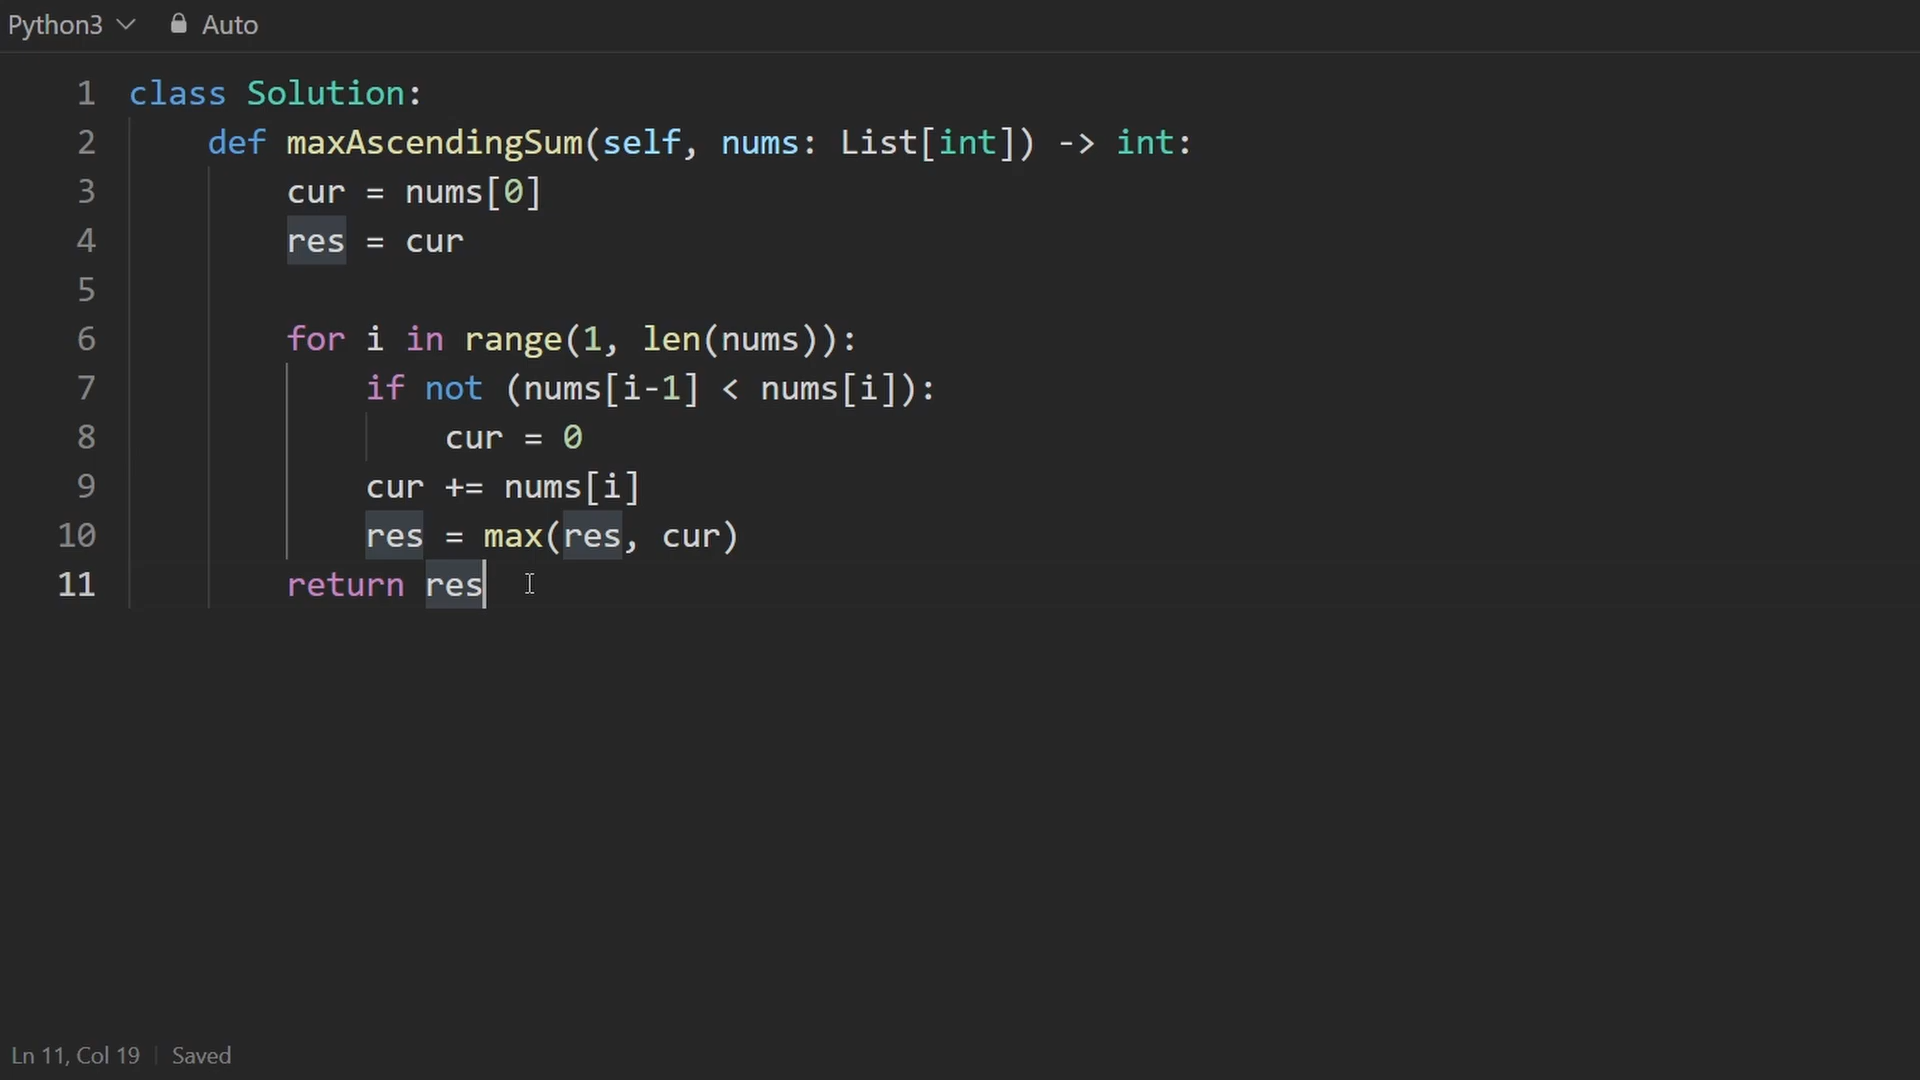 Python3 Auto
1 class Solution:
2 def maxAscendingSum(self, nums: List[int]) -> int:
3 cur = nums[0]
4 res = cur
5
6 for i in range(1, len(nums)):
7 if not (nums[i-1] < nums[i]):
8 cur = 0
9 cur += nums[i]
10 res = max(res, cur)
11 return res
Ln 11, Col 19 Saved